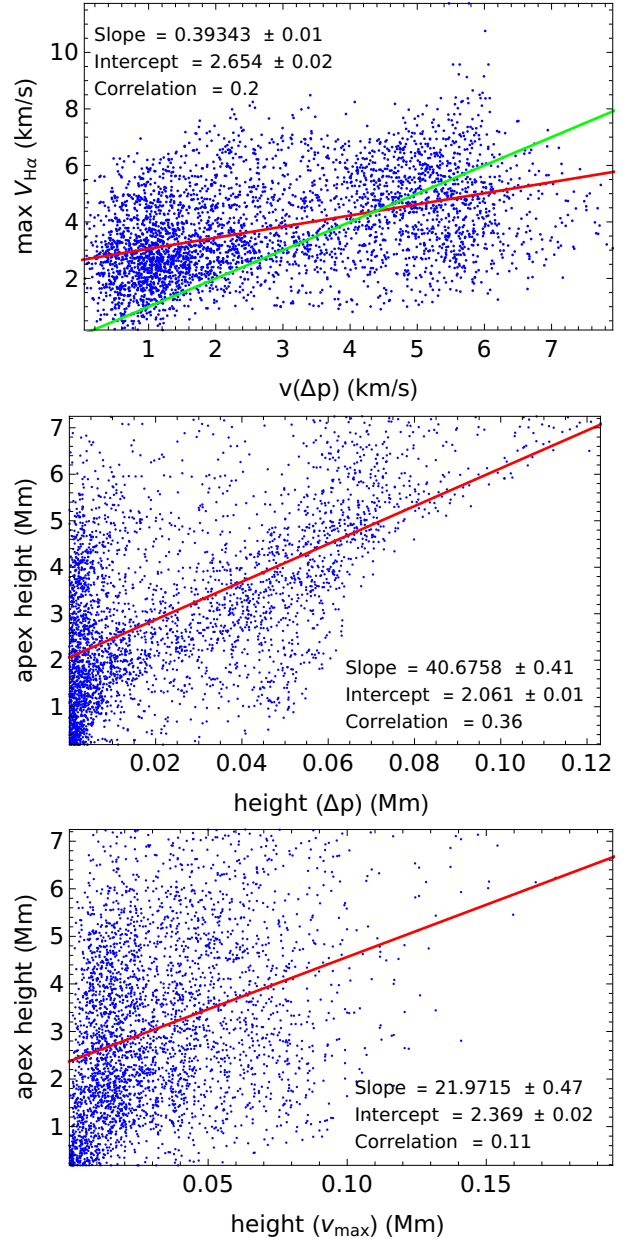 Slope = 0.39343 ± 0.01
Intercept = 2.654 ± 0.02
Correlation = 0.2
10
8
6
4
2
max V_Hα (km/s)
1 2 3 4 5 6 7
v(Δp) (km/s)
7
6
5
4
3
2
1
apex height (Mm)
Slope = 40.6758 ± 0.41
Intercept = 2.061 ± 0.01
Correlation = 0.36
0.02 0.04 0.06 0.08 0.10 0.12
height (Δp) (Mm)
7
6
5
4
3
2
1
apex height (Mm)
Slope = 21.9715 ± 0.47
Intercept = 2.369 ± 0.02
Correlation = 0.11
0.05 0.10 0.15
height (v_max) (Mm)